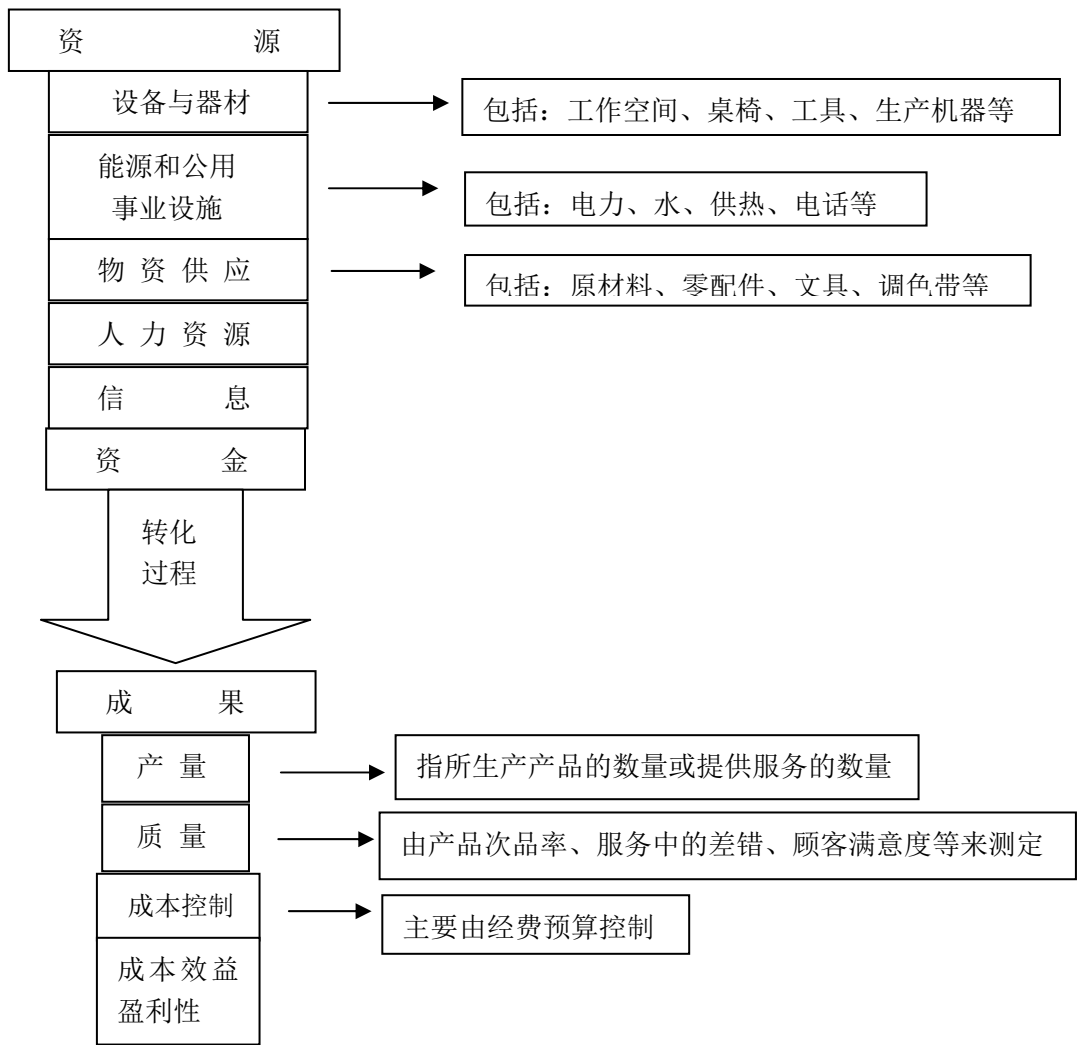 资 源
设备与器材
包括：工作空间、桌椅、工具、生产机器等
能源和公用
事业设施
包括：电力、水、供热、电话等
物 资 供 应
包括：原材料、零配件、文具、调色带等
人 力 资 源
信 息
资 金
转化
过程
成 果
产 量
指所生产产品的数量或提供服务的数量
质 量
由产品次品率、服务中的差错、顾客满意度等来测定
成本控制
主要由经费预算控制
成本效益
盈利性